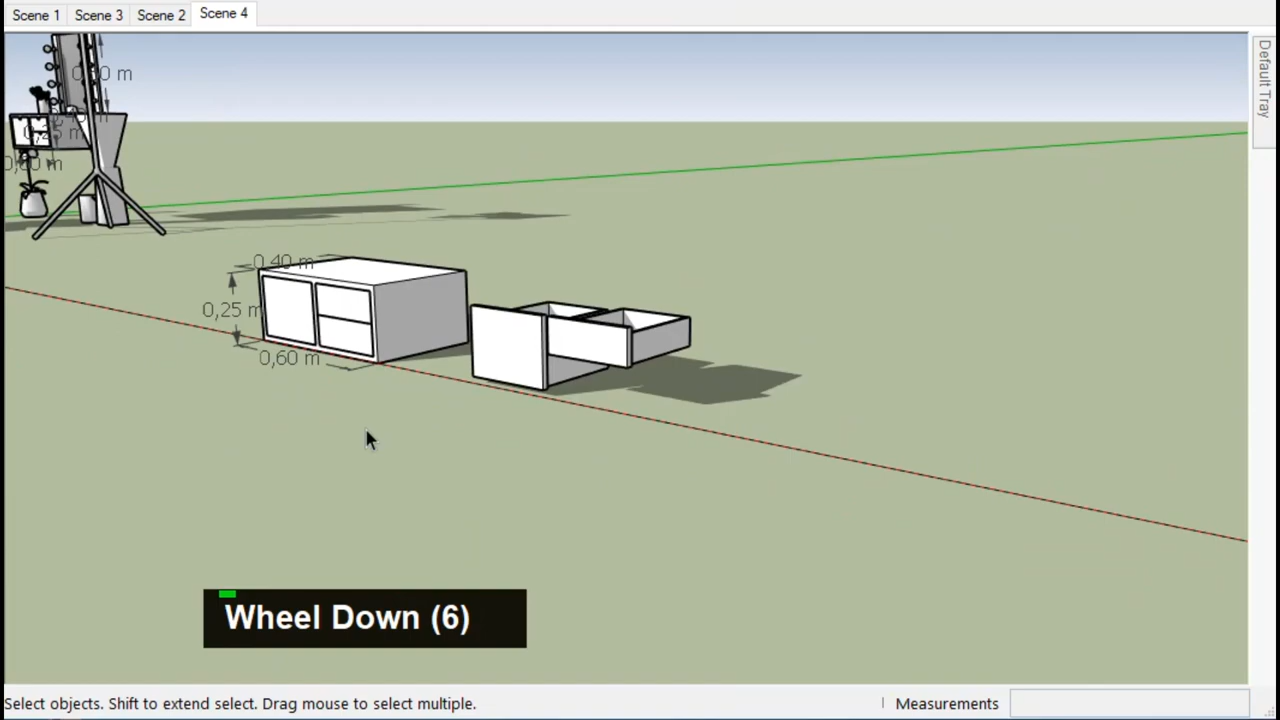 Scene 1 Scene 3 Scene 2 Scene 4
Default Tray
0,40 m
0,25 m
0,60 m
Wheel Down (6)
Select objects. Shift to extend select. Drag mouse to select multiple.
Measurements